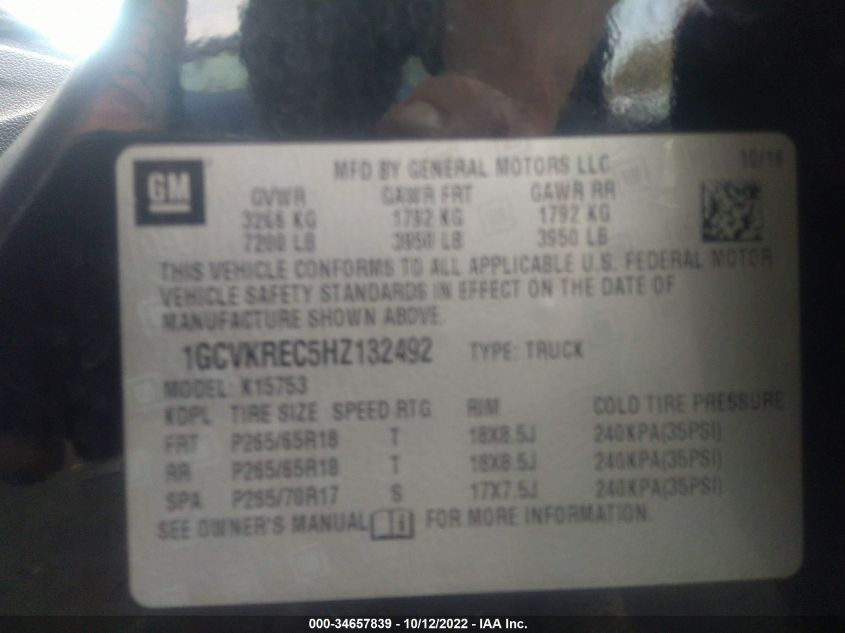 GM
MFD BY GENERAL MOTORS LLC 10/16
GVWR GAWR FRT GAWR RR
3266 KG 1792 KG 1792 KG
7200 LB 3950 LB 3950 LB
THIS VEHICLE CONFORMS TO ALL APPLICABLE U.S. FEDERAL MOTOR
VEHICLE SAFETY STANDARDS IN EFFECT ON THE DATE OF
MANUFACTURE SHOWN ABOVE.
1GCVKREC5HZ132492 TYPE: TRUCK
MODEL: K15753
KDPL TIRE SIZE SPEED RTG RIM COLD TIRE PRESSURE
FRT P265/65R18 T 18X8.5J 240KPA(35PSI)
RR P265/65R18 T 18X8.5J 240KPA(35PSI)
SPA P265/70R17 S 17X7.5J 240KPA(35PSI)
SEE OWNER'S MANUAL i FOR MORE INFORMATION.
000-34657839 - 10/12/2022 - IAA Inc.